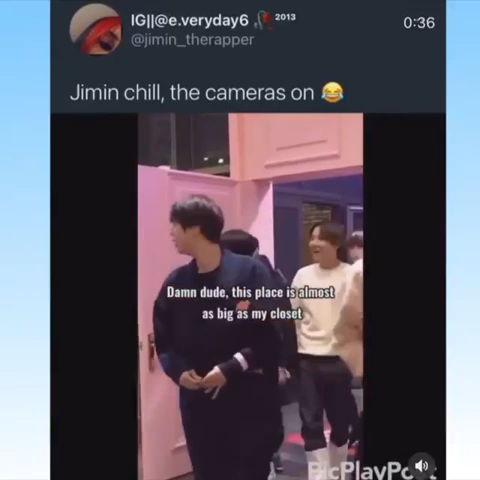 IG||@e.veryday6 🥀 2013
@jimin_therapper
0:36
Jimin chill, the cameras on 😂
Damn dude, this place is almost
as big as my closet
PicPlayPost